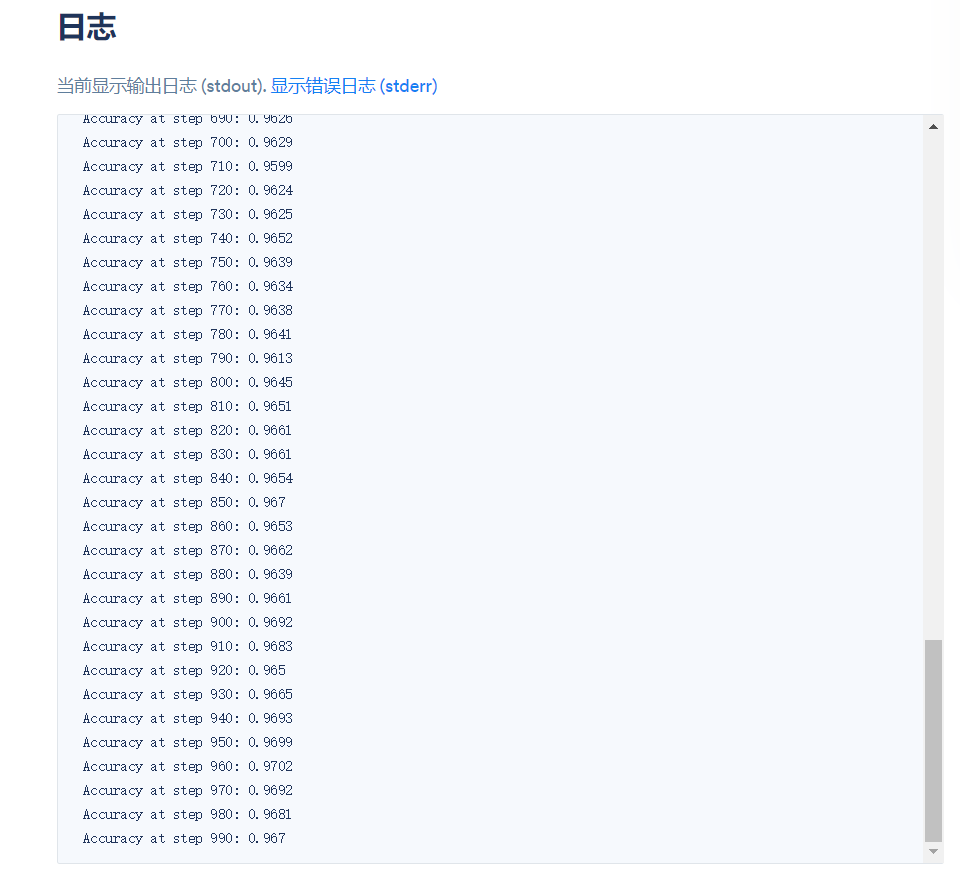 日志
当前显示输出日志 (stdout). 显示错误日志 (stderr)
Accuracy at step 690: 0.9626
Accuracy at step 700: 0.9629
Accuracy at step 710: 0.9599
Accuracy at step 720: 0.9624
Accuracy at step 730: 0.9625
Accuracy at step 740: 0.9652
Accuracy at step 750: 0.9639
Accuracy at step 760: 0.9634
Accuracy at step 770: 0.9638
Accuracy at step 780: 0.9641
Accuracy at step 790: 0.9613
Accuracy at step 800: 0.9645
Accuracy at step 810: 0.9651
Accuracy at step 820: 0.9661
Accuracy at step 830: 0.9661
Accuracy at step 840: 0.9654
Accuracy at step 850: 0.967
Accuracy at step 860: 0.9653
Accuracy at step 870: 0.9662
Accuracy at step 880: 0.9639
Accuracy at step 890: 0.9661
Accuracy at step 900: 0.9692
Accuracy at step 910: 0.9683
Accuracy at step 920: 0.965
Accuracy at step 930: 0.9665
Accuracy at step 940: 0.9693
Accuracy at step 950: 0.9699
Accuracy at step 960: 0.9702
Accuracy at step 970: 0.9692
Accuracy at step 980: 0.9681
Accuracy at step 990: 0.967